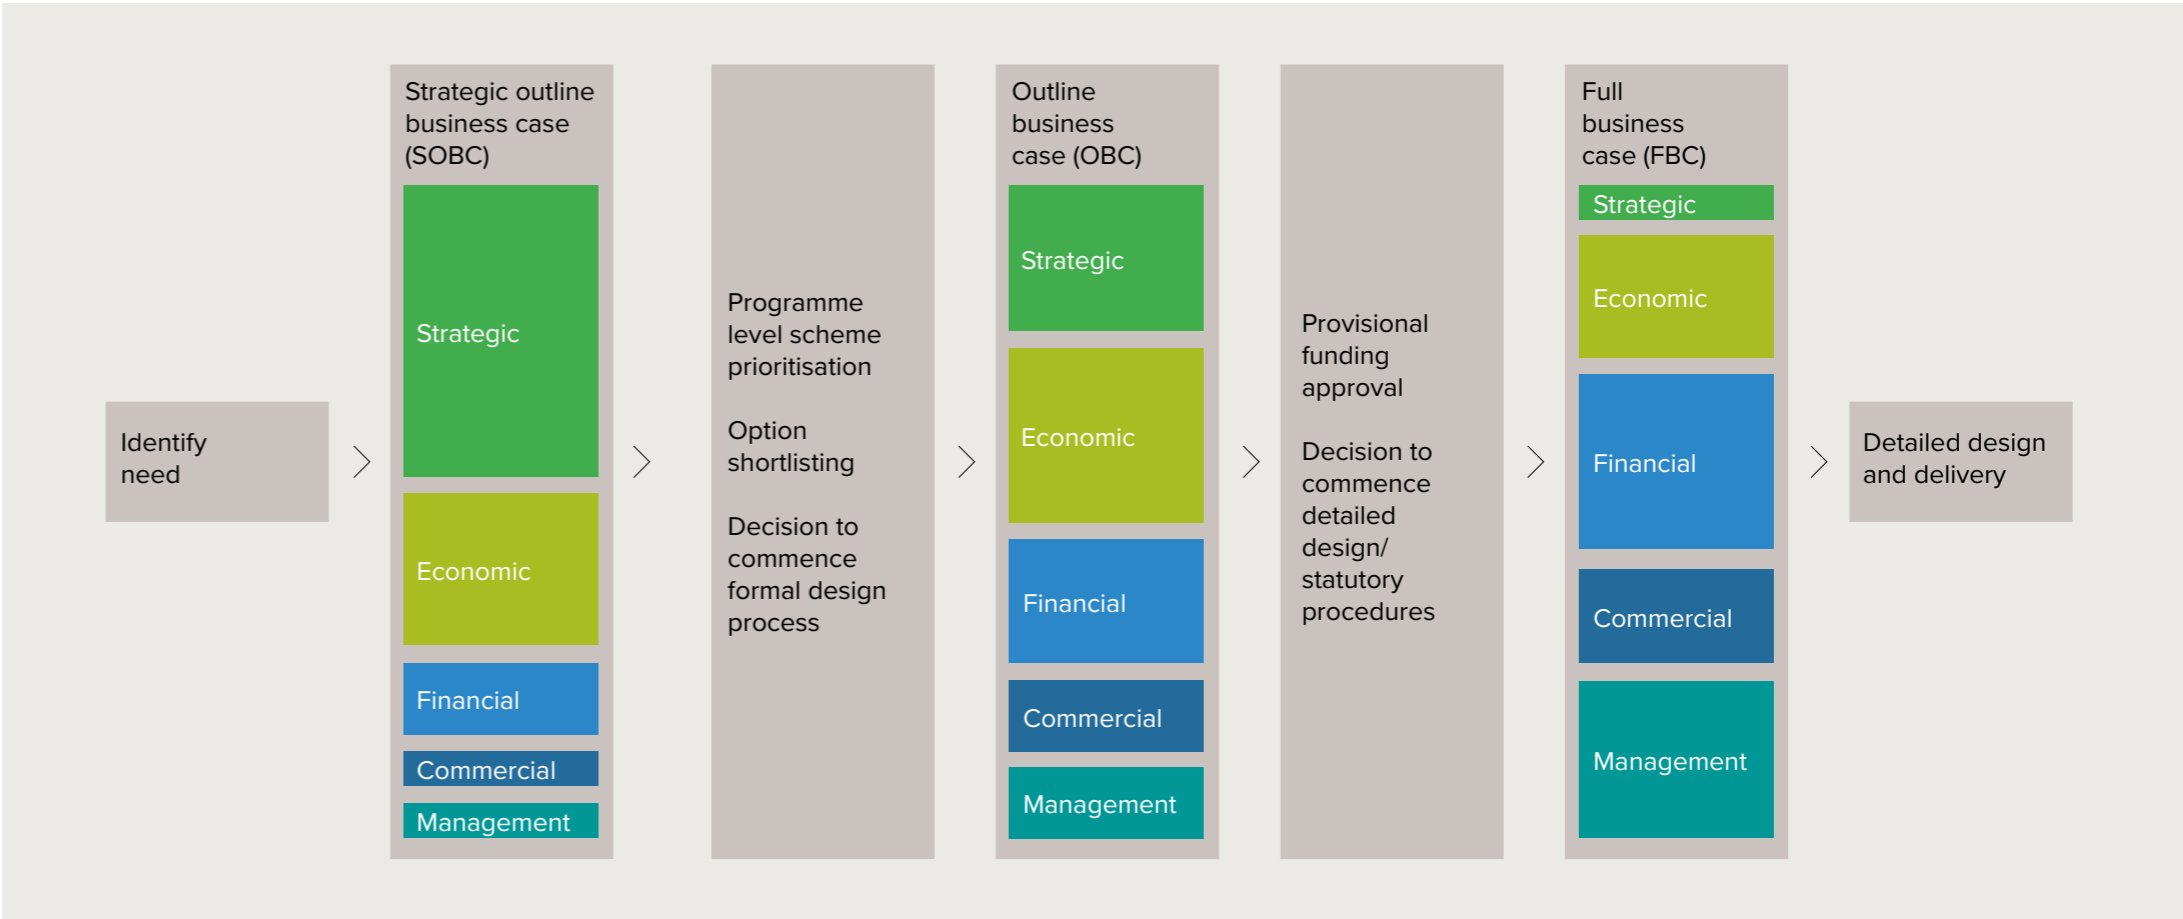 Identify
need
Strategic outline
business case
(SOBC)
Strategic
Economic
Financial
Commercial
Management
Programme
level scheme
prioritisation
Option
shortlisting
Decision to
commence
formal design
process
Outline
business
case (OBC)
Strategic
Economic
Financial
Commercial
Management
Provisional
funding
approval
Decision to
commence
detailed
design/
statutory
procedures
Full
business
case (FBC)
Strategic
Economic
Financial
Commercial
Management
Detailed design
and delivery